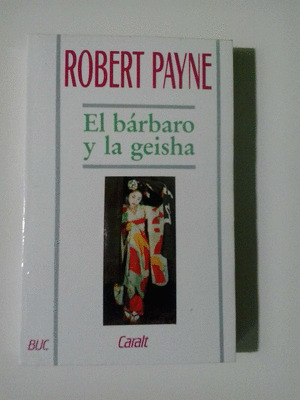 ROBERT PAYNE
El bárbaro
y la geisha
BUC
Caralt